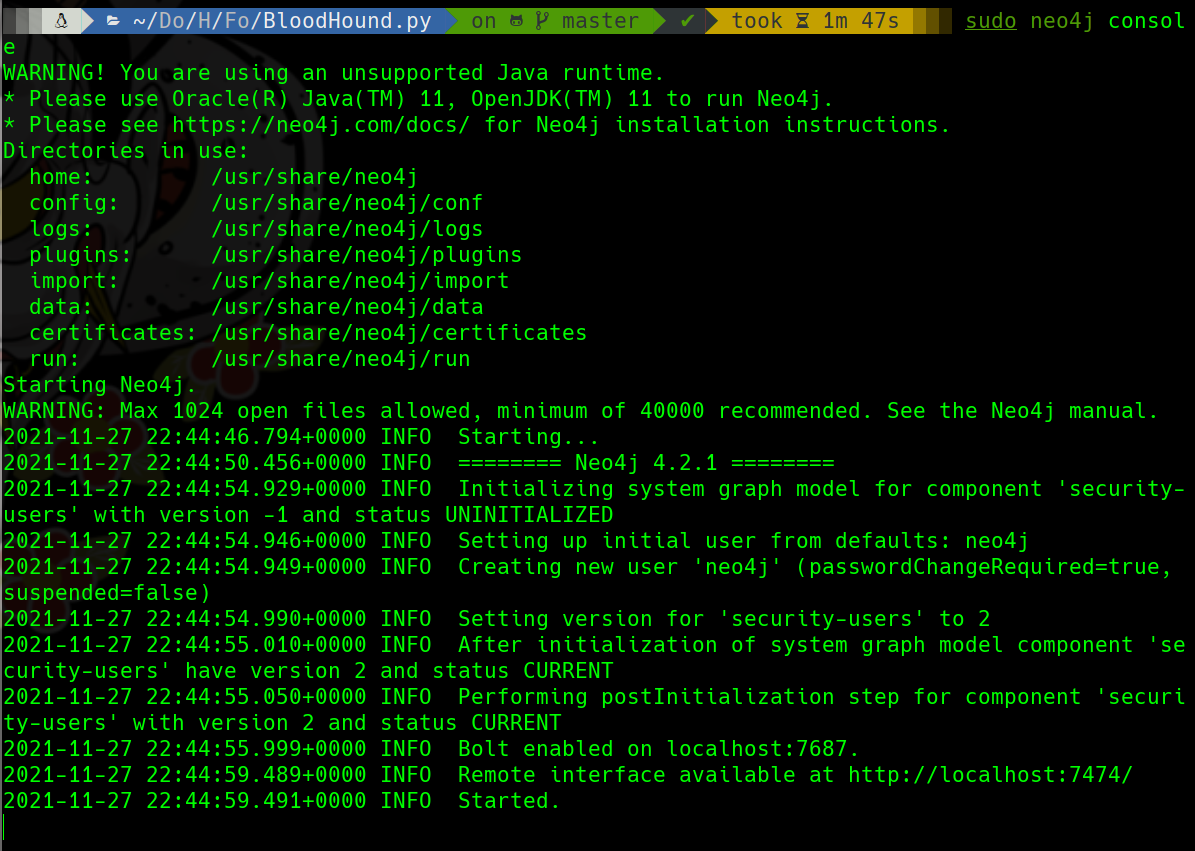 ~/Do/H/Fo/BloodHound.py on master ✔ took 1m 47s sudo neo4j consol
e
WARNING! You are using an unsupported Java runtime.
* Please use Oracle(R) Java(TM) 11, OpenJDK(TM) 11 to run Neo4j.
* Please see https://neo4j.com/docs/ for Neo4j installation instructions.
Directories in use:
  home:         /usr/share/neo4j
  config:       /usr/share/neo4j/conf
  logs:         /usr/share/neo4j/logs
  plugins:      /usr/share/neo4j/plugins
  import:       /usr/share/neo4j/import
  data:         /usr/share/neo4j/data
  certificates: /usr/share/neo4j/certificates
  run:          /usr/share/neo4j/run
Starting Neo4j.
WARNING: Max 1024 open files allowed, minimum of 40000 recommended. See the Neo4j manual.
2021-11-27 22:44:46.794+0000 INFO  Starting...
2021-11-27 22:44:50.456+0000 INFO  ======== Neo4j 4.2.1 ========
2021-11-27 22:44:54.929+0000 INFO  Initializing system graph model for component 'security-
users' with version -1 and status UNINITIALIZED
2021-11-27 22:44:54.946+0000 INFO  Setting up initial user from defaults: neo4j
2021-11-27 22:44:54.949+0000 INFO  Creating new user 'neo4j' (passwordChangeRequired=true,
suspended=false)
2021-11-27 22:44:54.990+0000 INFO  Setting version for 'security-users' to 2
2021-11-27 22:44:55.010+0000 INFO  After initialization of system graph model component 'se
curity-users' have version 2 and status CURRENT
2021-11-27 22:44:55.050+0000 INFO  Performing postInitialization step for component 'securi
ty-users' with version 2 and status CURRENT
2021-11-27 22:44:55.999+0000 INFO  Bolt enabled on localhost:7687.
2021-11-27 22:44:59.489+0000 INFO  Remote interface available at http://localhost:7474/
2021-11-27 22:44:59.491+0000 INFO  Started.